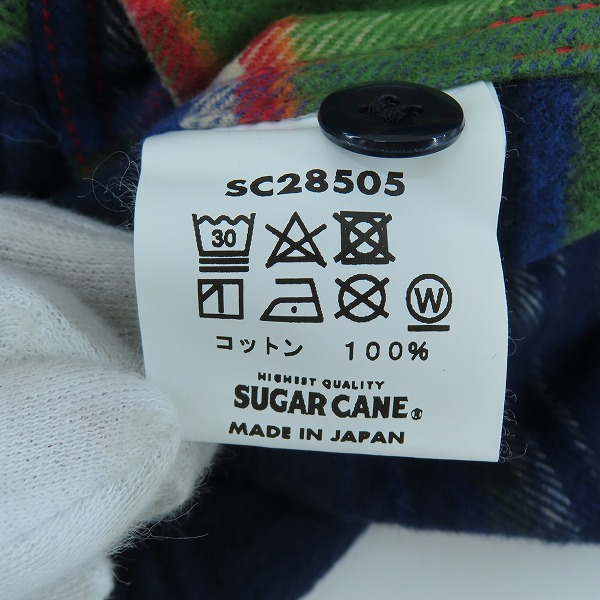 SC28505
30
W
コットン 100%
HIGHEST QUALITY
SUGAR CANE®
MADE IN JAPAN